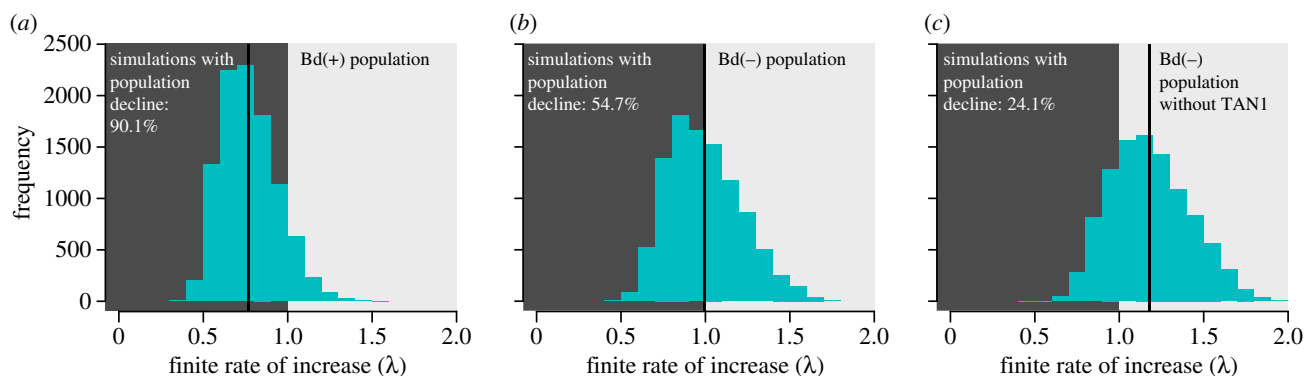 (a)
simulations with
population
decline:
90.1%
Bd(+) population
frequency
2500
2000
1500
1000
500
0
0
0.5
1.0
1.5
2.0
finite rate of increase (λ)
(b)
simulations with
population
decline: 54.7%
Bd(–) population
0
0.5
1.0
1.5
2.0
finite rate of increase (λ)
(c)
simulations with
population
decline: 24.1%
Bd(–)
population
without TAN1
0
0.5
1.0
1.5
2.0
finite rate of increase (λ)